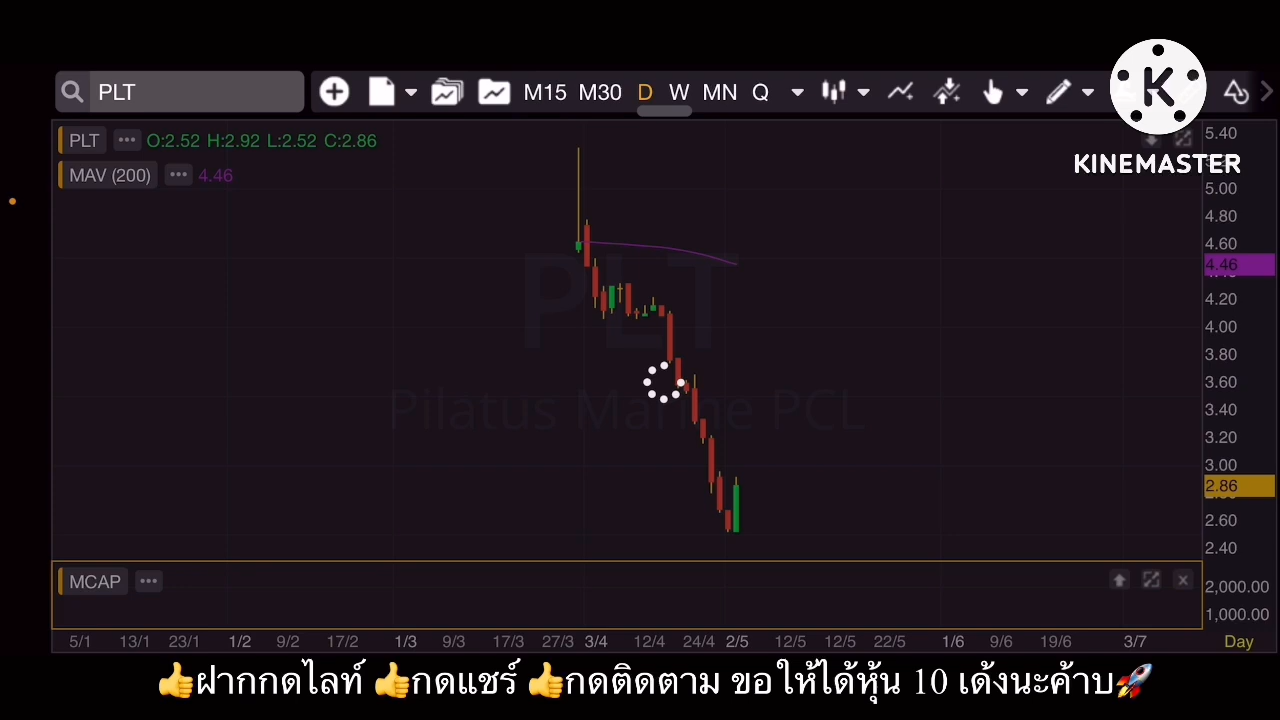 PLT M15 M30 D W MN Q
KINEMASTER
PLT ••• O:2.52 H:2.92 L:2.52 C:2.86
MAV (200) ••• 4.46
PLT
Pilatus Marine PCL
5.40
5.00
4.80
4.60
4.46
4.20
4.00
3.80
3.60
3.40
3.20
3.00
2.86
2.60
2.40
MCAP •••
2,000.00
1,000.00
5/1 13/1 23/1 1/2 9/2 17/2 1/3 9/3 17/3 27/3 3/4 12/4 24/4 2/5 12/5 12/5 22/5 1/6 9/6 19/6 3/7 Day
👍ฝากกดไลท์ 👍กดแชร์ 👍กดติดตาม ขอให้ได้หุ้น 10 เด้งนะค้าบ🚀